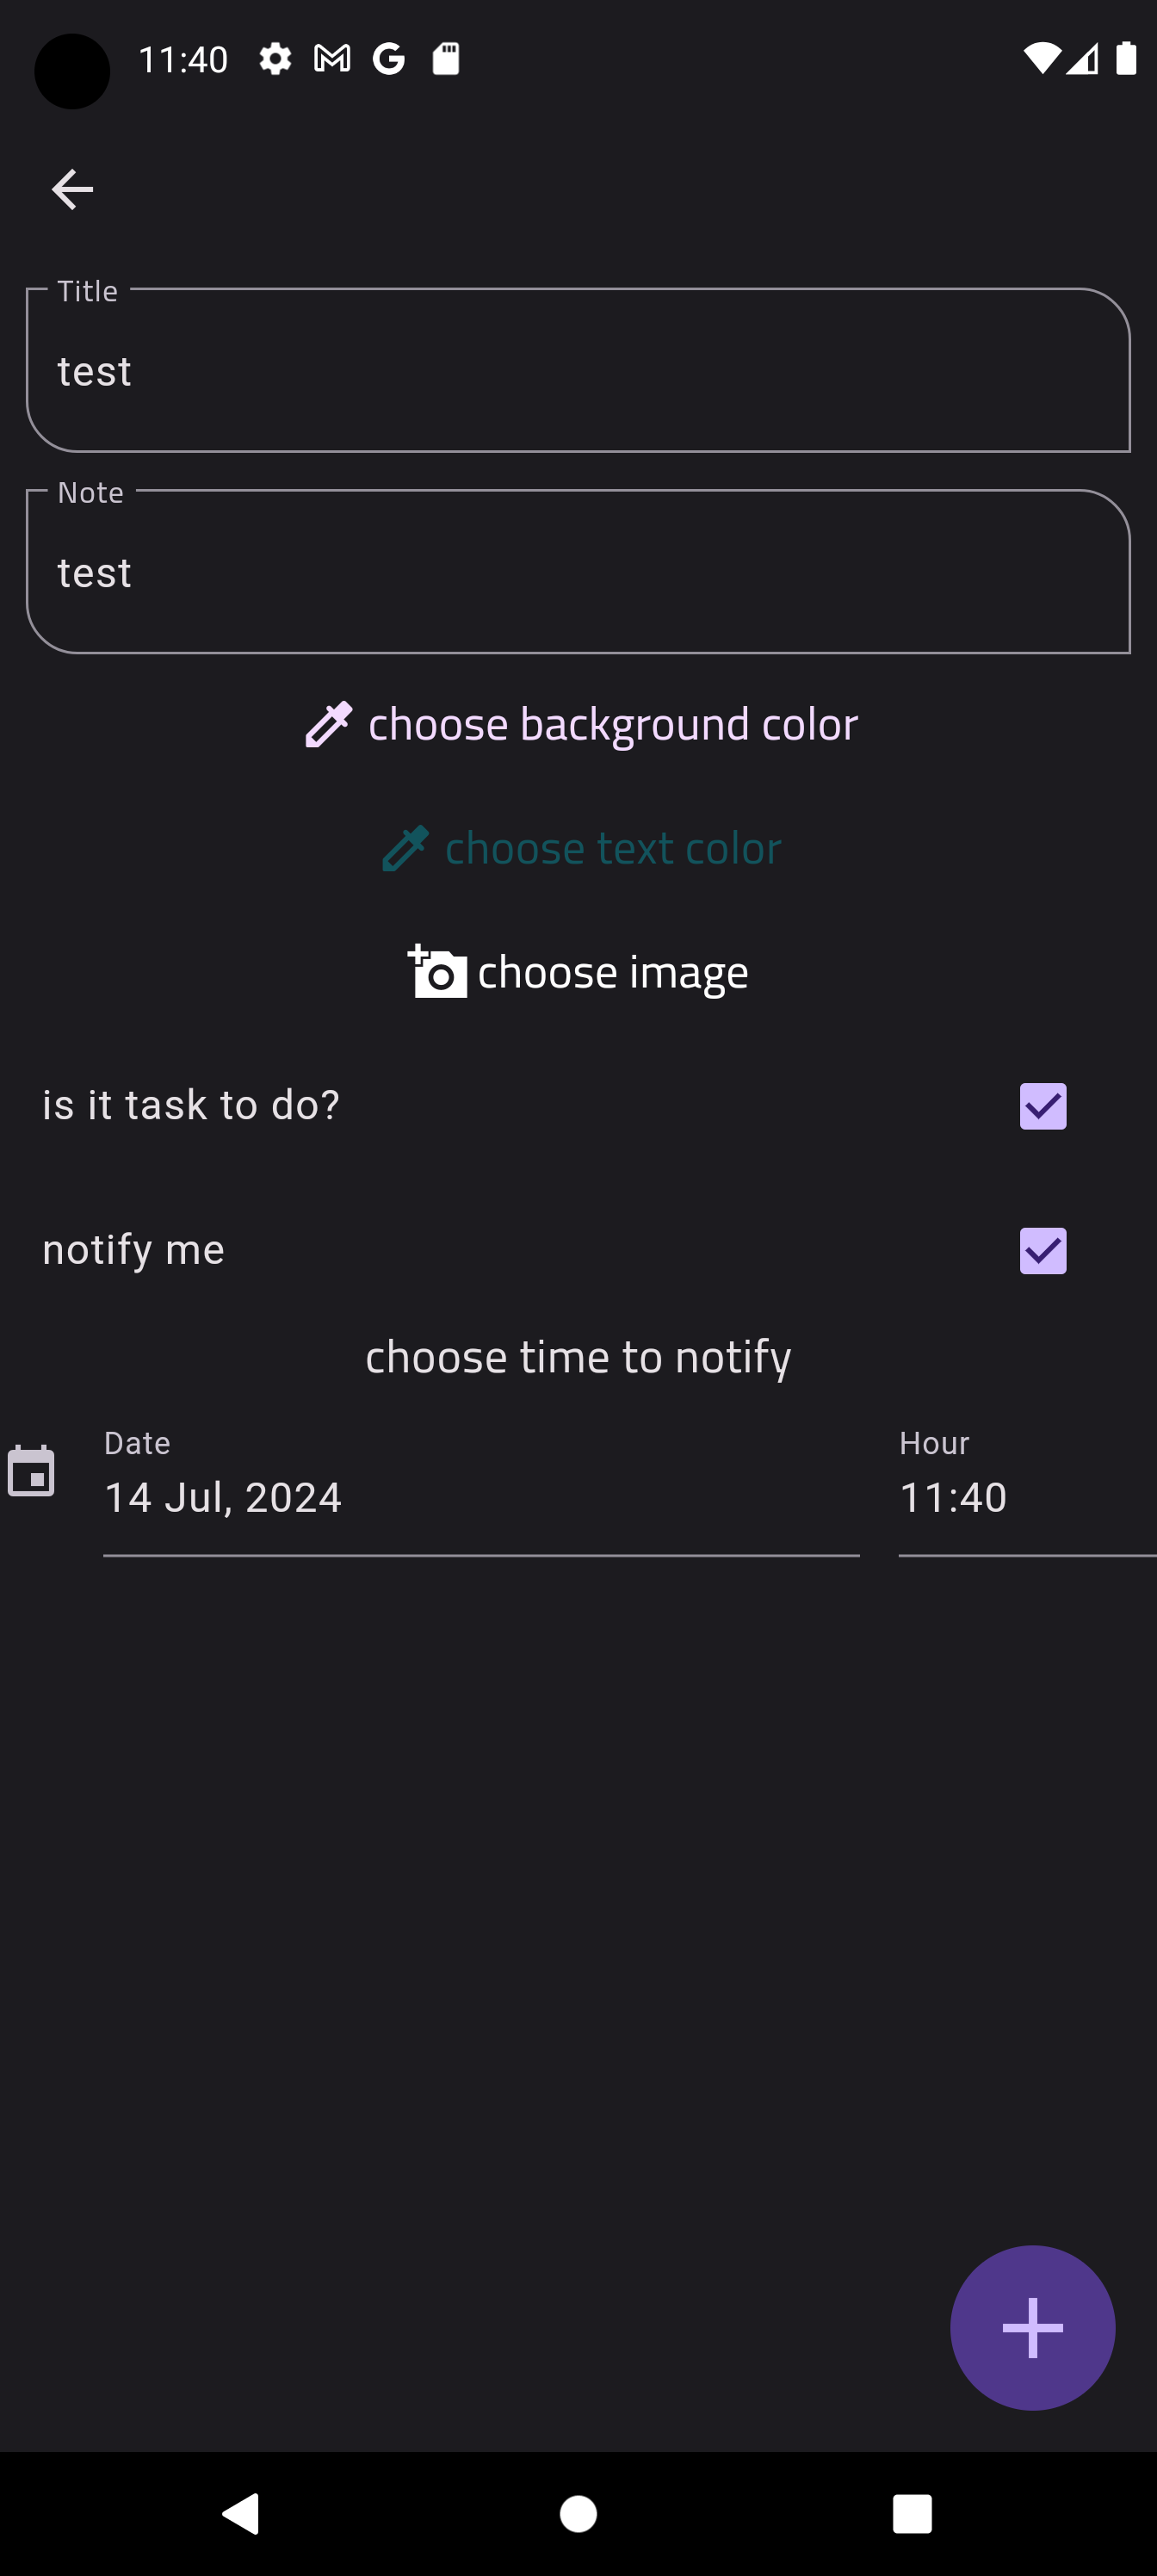 11:40
Title
test
Note
test
choose background color
choose text color
choose image
is it task to do?
notify me
choose time to notify
Date
Hour
14 Jul, 2024
11:40